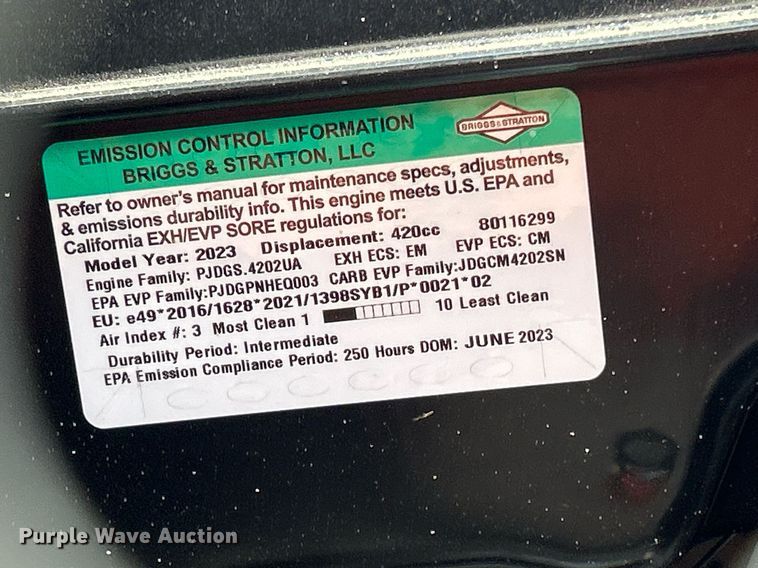 EMISSION CONTROL INFORMATION
BRIGGS & STRATTON, LLC
BRIGGS & STRATTON
®
Refer to owner's manual for maintenance specs, adjustments,
& emissions durability info. This engine meets U.S. EPA and
California EXH/EVP SORE regulations for:
Model Year: 2023 Displacement: 420cc 80116299
Engine Family: PJDGS.4202UA EXH ECS: EM EVP ECS: CM
EPA EVP Family:PJDGPNHEQ003 CARB EVP Family:JDGCM4202SN
EU: e49*2016/1628*2021/1398SYB1/P*0021*02
Air Index #: 3 Most Clean 1 10 Least Clean
Durability Period: Intermediate
EPA Emission Compliance Period: 250 Hours DOM: JUNE 2023
Purple Wave Auction